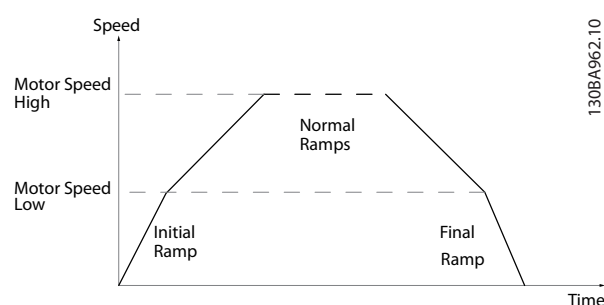 Speed
130BA962.10
Motor Speed
High
Normal
Ramps
Motor Speed
Low
Initial
Ramp
Final
Ramp
Time